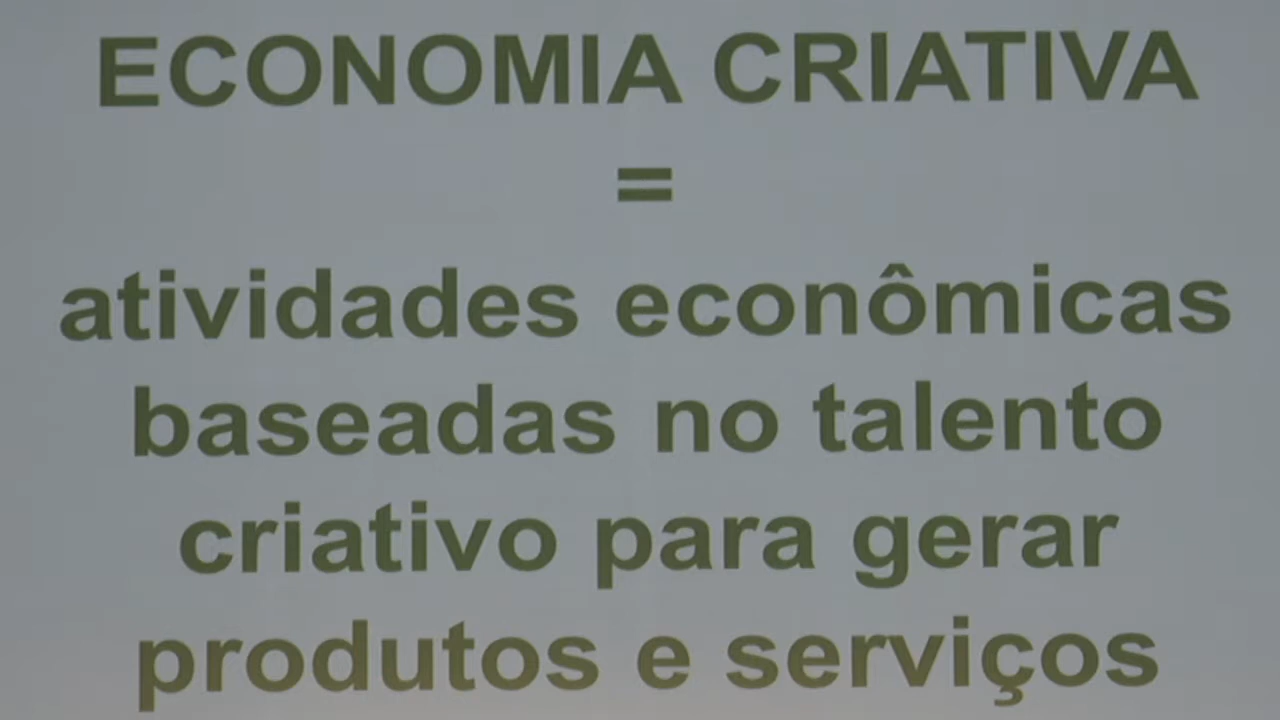 ECONOMIA CRIATIVA
=
atividades econômicas
baseadas no talento
criativo para gerar
produtos e serviços